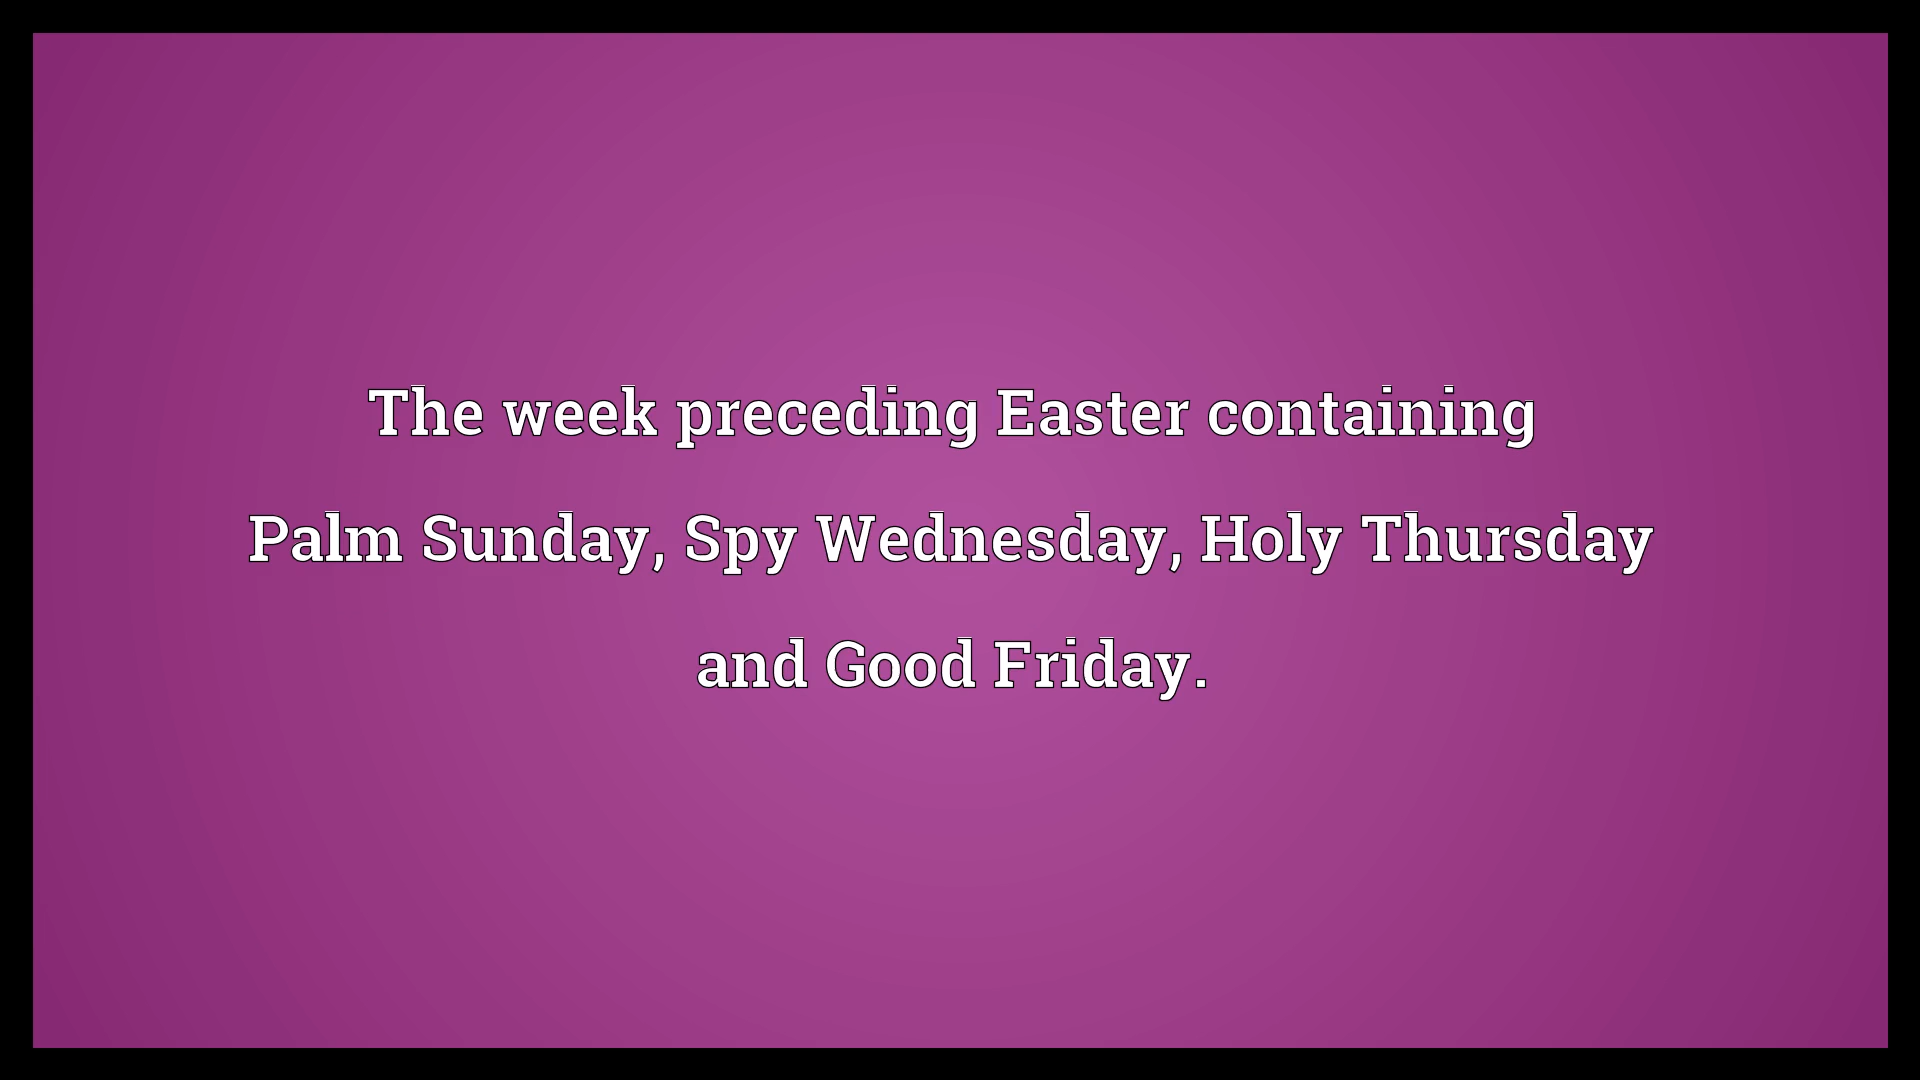 The week preceding Easter containing
Palm Sunday, Spy Wednesday, Holy Thursday
and Good Friday.